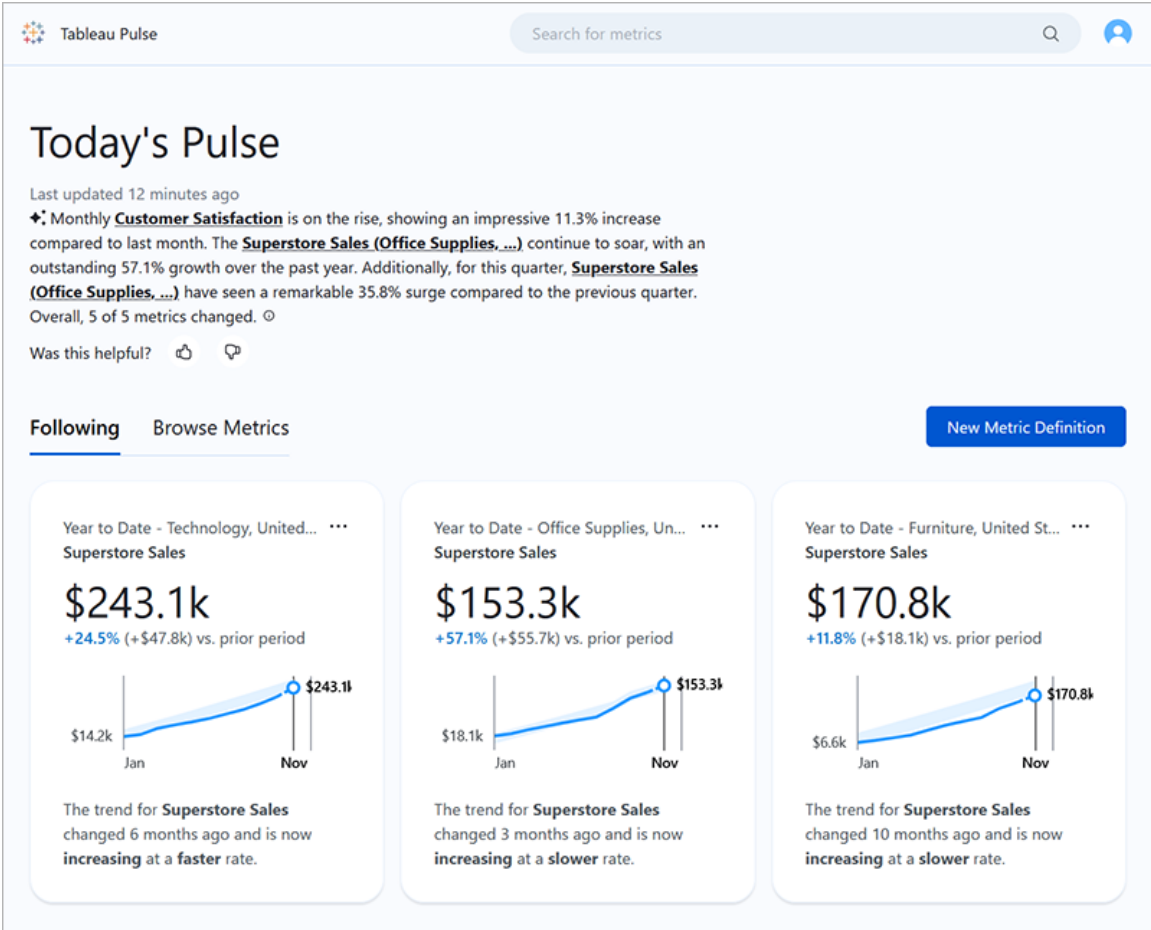 Tableau Pulse
Search for metrics
Today's Pulse
Last updated 12 minutes ago
Monthly Customer Satisfaction is on the rise, showing an impressive 11.3% increase
compared to last month. The Superstore Sales (Office Supplies, ...) continue to soar, with an
outstanding 57.1% growth over the past year. Additionally, for this quarter, Superstore Sales
(Office Supplies, ...) have seen a remarkable 35.8% surge compared to the previous quarter.
Overall, 5 of 5 metrics changed.
Was this helpful?
Following
Browse Metrics
New Metric Definition
Year to Date - Technology, United...
Superstore Sales
$243.1k
+24.5% (+$47.8k) vs. prior period
$243.1k
$14.2k
Jan
Nov
The trend for Superstore Sales
changed 6 months ago and is now
increasing at a faster rate.
Year to Date - Office Supplies, Un...
Superstore Sales
$153.3k
+57.1% (+$55.7k) vs. prior period
$153.3k
$18.1k
Jan
Nov
The trend for Superstore Sales
changed 3 months ago and is now
increasing at a slower rate.
Year to Date - Furniture, United St...
Superstore Sales
$170.8k
+11.8% (+$18.1k) vs. prior period
$170.8k
$6.6k
Jan
Nov
The trend for Superstore Sales
changed 10 months ago and is now
increasing at a slower rate.